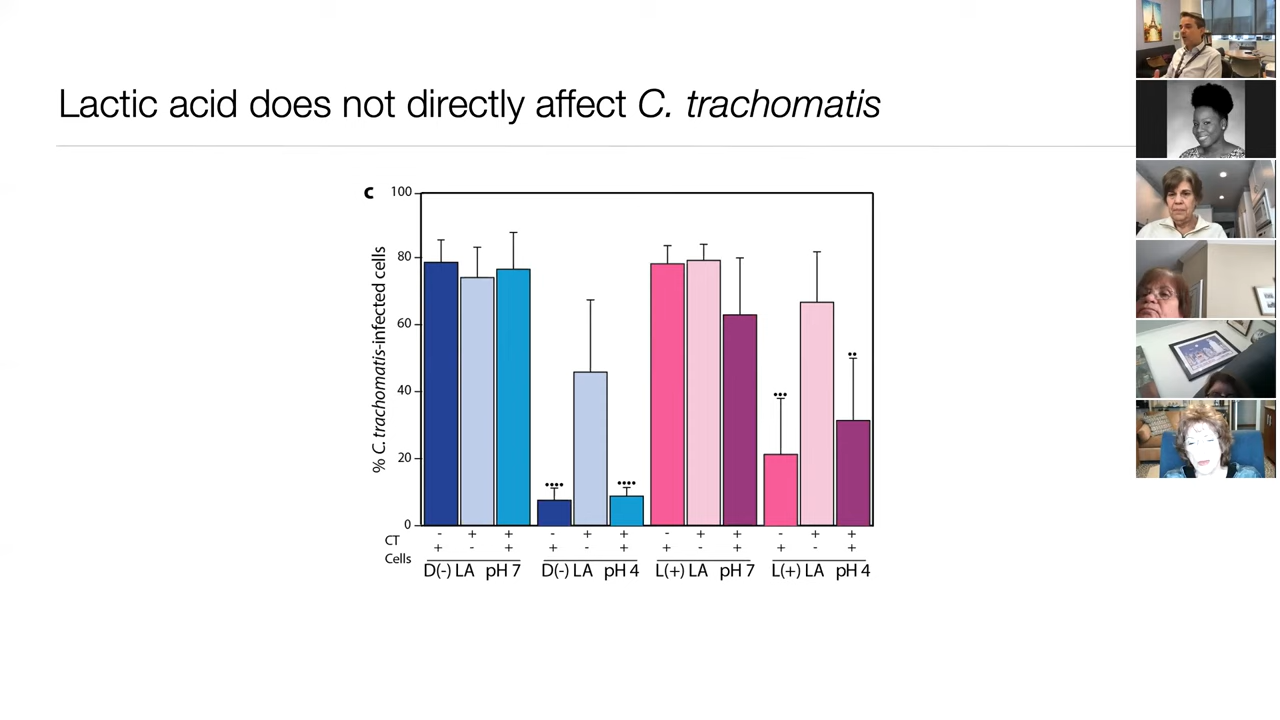 Lactic acid does not directly affect C. trachomatis
c
% C. trachomatis-infected cells
100
80
60
40
20
0
•••• •••• ••• ••
CT - + + - + + - + + - + +
Cells + - + + - + + - + + - +
D(-) LA pH 7 D(-) LA pH 4 L(+) LA pH 7 L(+) LA pH 4